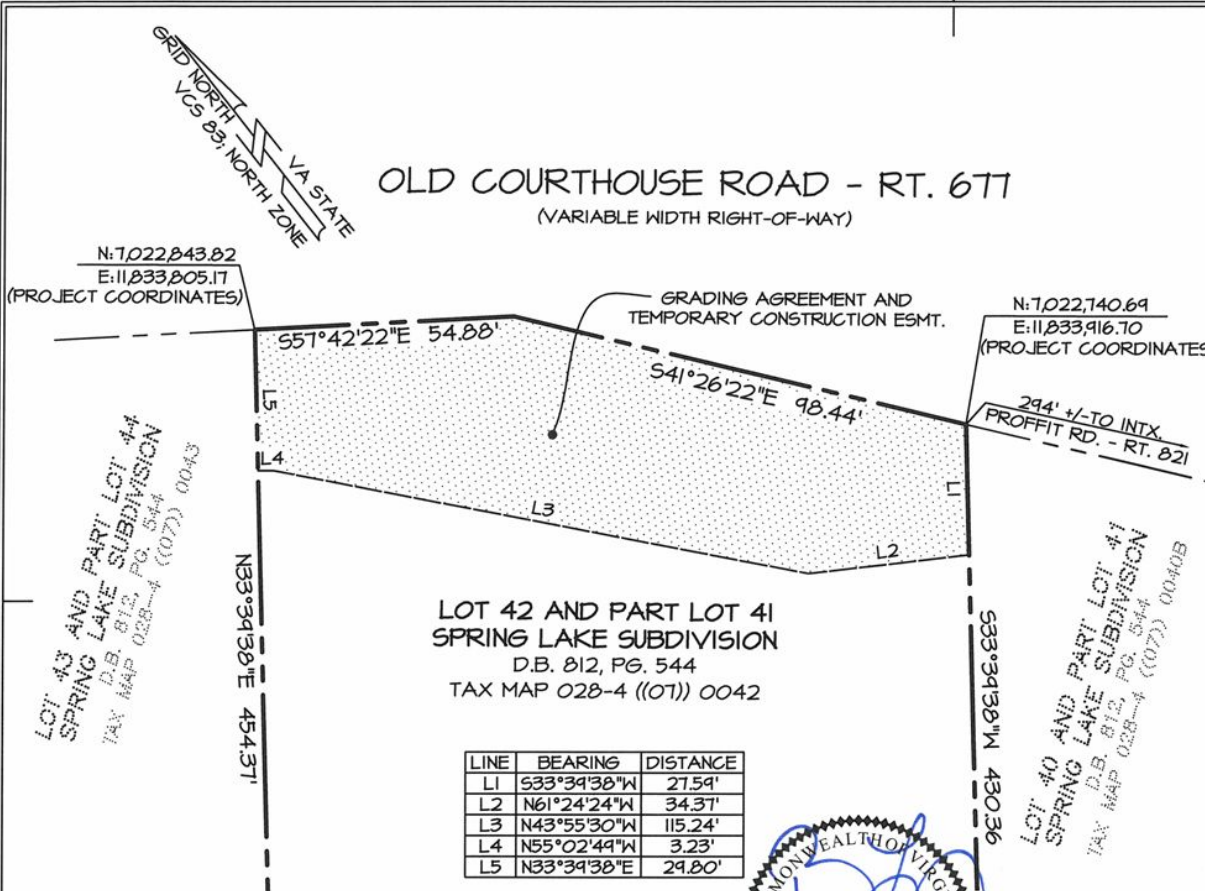 GRID NORTH
VCS 83, NORTH ZONE
VA STATE
OLD COURTHOUSE ROAD - RT. 677
(VARIABLE WIDTH RIGHT-OF-WAY)
N:7,022,843.82
E:11,833,805.17
(PROJECT COORDINATES)
GRADING AGREEMENT AND
TEMPORARY CONSTRUCTION ESMT.
N:7,022,740.69
E:11,833,916.70
(PROJECT COORDINATES
S57°42'22"E 54.88'
S41°26'22"E 98.44'
294' +/-TO INTX.
PROFFIT RD. - RT. 821
L5
L4
L3
L2
L1
LOT 43 AND PART LOT 44
SPRING LAKE SUBDIVISION
D.B. 812, PG. 544
TAX MAP 028-4 ((07)) 0043
N33°39'38"E 454.37'
LOT 42 AND PART LOT 41
SPRING LAKE SUBDIVISION
D.B. 812, PG. 544
TAX MAP 028-4 ((07)) 0042
S33°39'38"W 430.36
LOT 40 AND PART LOT 41
SPRING LAKE SUBDIVISION
D.B. 812, PG. 544
TAX MAP 028-4 ((07)) 0040B
LINE BEARING DISTANCE
L1 S33°39'38"W 27.59'
L2 N61°24'24"W 34.37'
L3 N43°55'30"W 115.24'
L4 N55°02'49"W 3.23'
L5 N33°39'38"E 29.80'
MONWEALTH OF VIRG